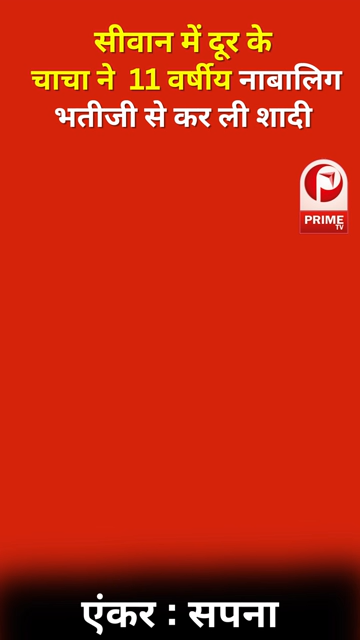 सीवान में दूर के
चाचा ने 11 वर्षीय नाबालिग
भतीजी से कर ली शादी
PRIME
TV
एंकर : सपना